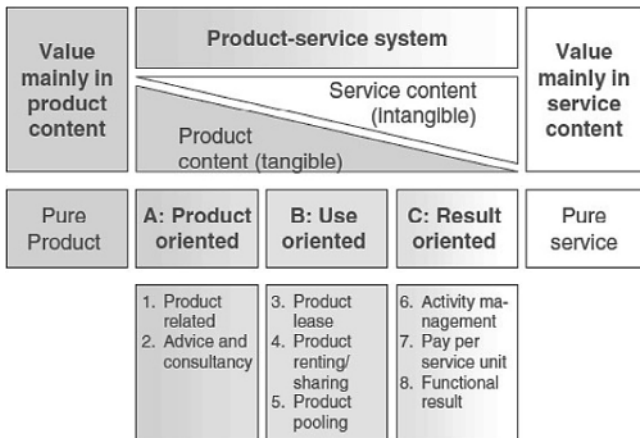 Value
mainly in
product
content
Product-service system
Service content
(Intangible)
Product
content (tangible)
Value
mainly in
service
content
Pure
Product
A: Product
oriented
B: Use
oriented
C: Result
oriented
Pure
service
1. Product
related
2. Advice and
consultancy
3. Product
lease
4. Product
renting/
sharing
5. Product
pooling
6. Activity ma-
nagement
7. Pay per
service unit
8. Functional
result